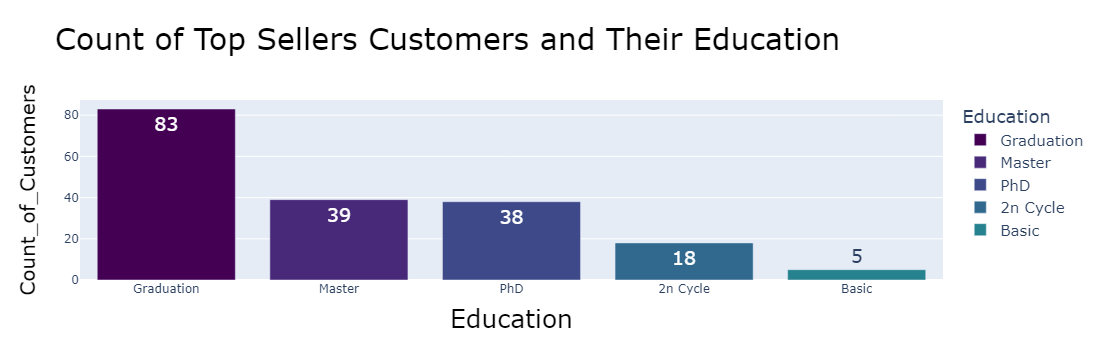 Count of Top Sellers Customers and Their Education
Count_of_Customers
80
60
40
20
0
83
39
38
18
5
Graduation
Master
PhD
2n Cycle
Basic
Education
Education
Graduation
Master
PhD
2n Cycle
Basic